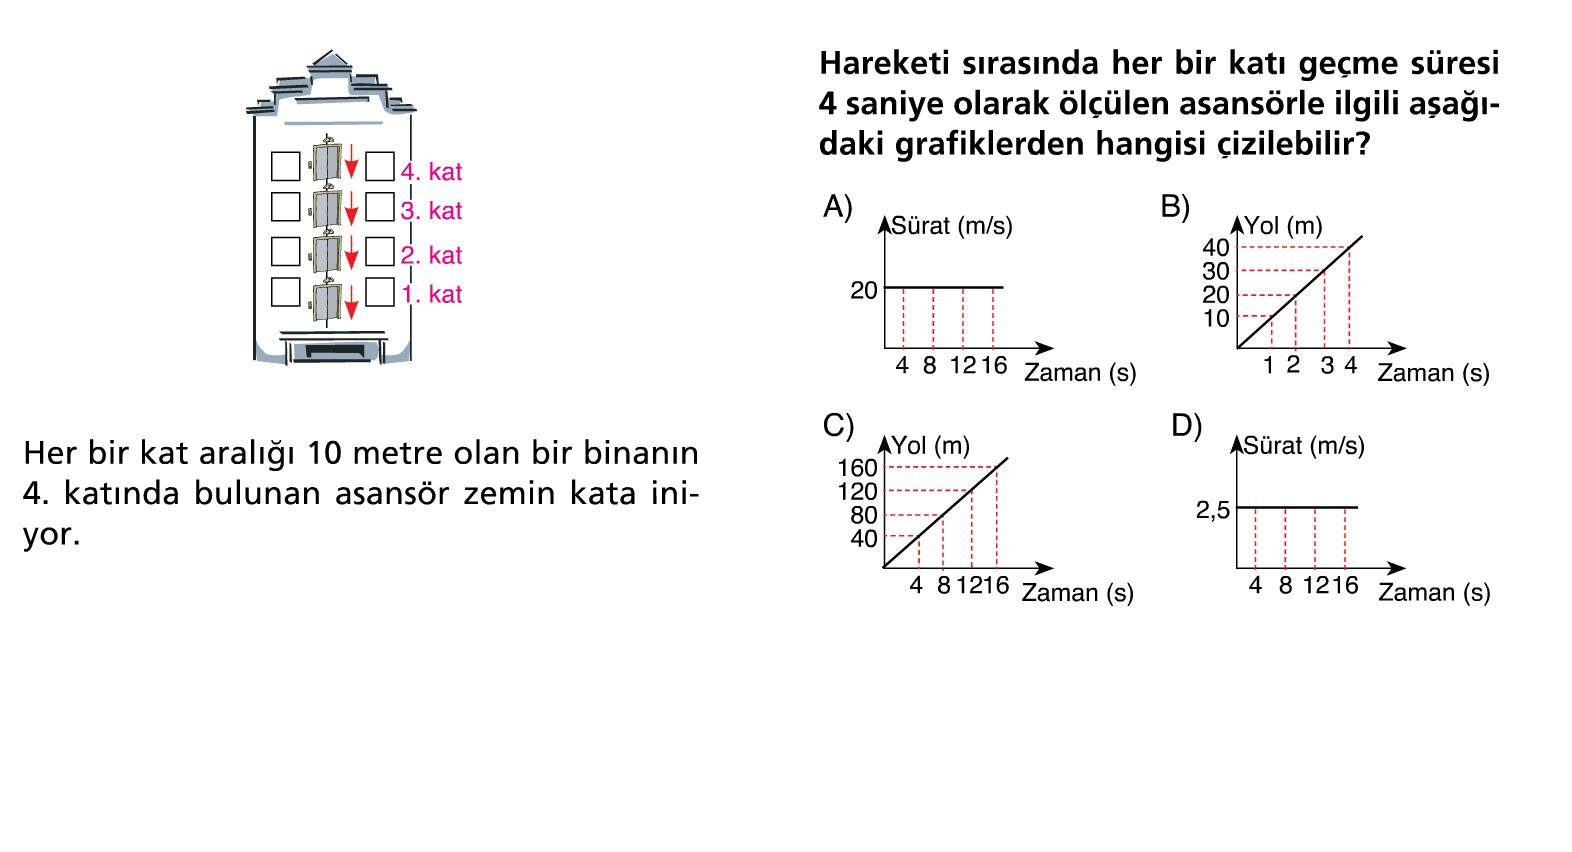 4. kat
3. kat
2. kat
1. kat
Her bir kat aralığı 10 metre olan bir binanın
4. katında bulunan asansör zemin kata ini-
yor.
Hareketi sırasında her bir katı geçme süresi
4 saniye olarak ölçülen asansörle ilgili aşağı-
daki grafiklerden hangisi çizilebilir?
A)
Sürat (m/s)
20
4 8 12 16
Zaman (s)
B)
Yol (m)
40
30
20
10
1 2 3 4
Zaman (s)
C)
Yol (m)
160
120
80
40
4 8 12 16
Zaman (s)
D)
Sürat (m/s)
2,5
4 8 12 16
Zaman (s)